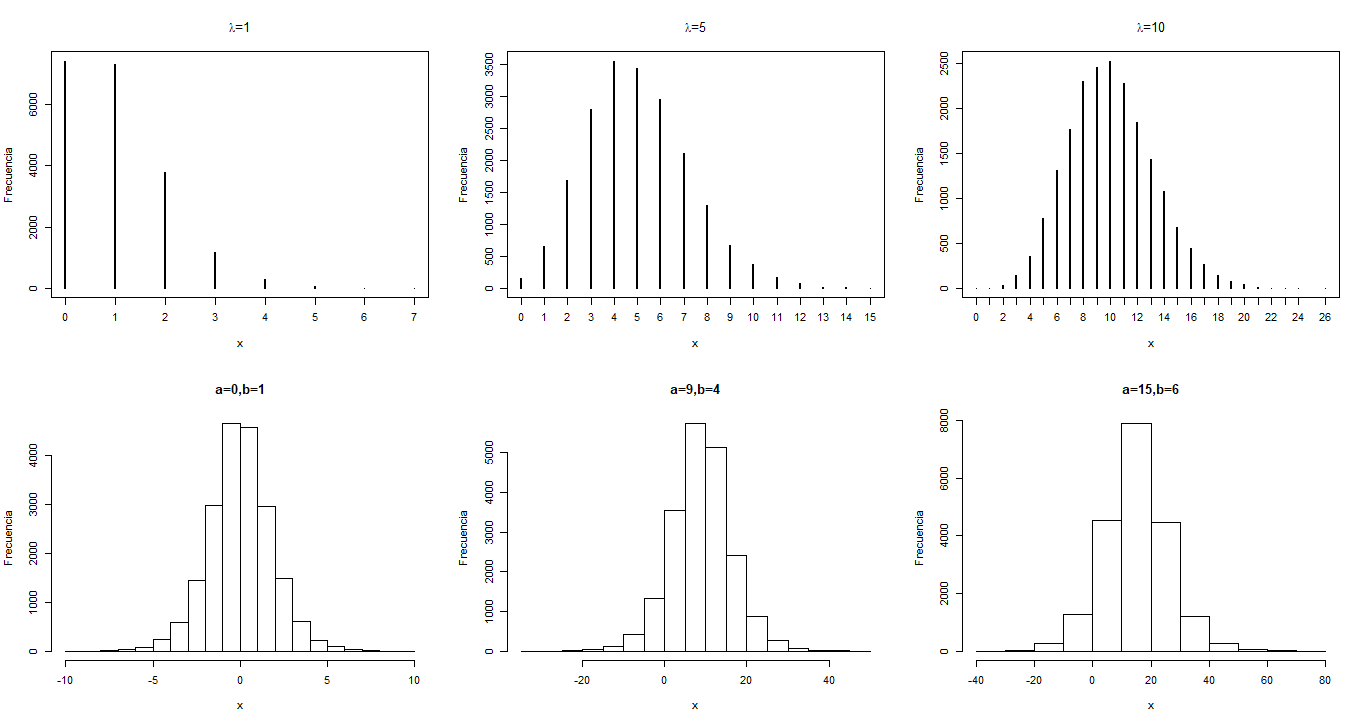 λ=1
Frecuencia
0 2000 4000 6000
0 1 2 3 4 5 6 7
x
λ=5
Frecuencia
0 500 1000 1500 2000 2500 3000 3500
0 1 2 3 4 5 6 7 8 9 10 11 12 13 14 15
x
λ=10
Frecuencia
0 500 1000 1500 2000 2500
0 2 4 6 8 10 12 14 16 18 20 22 24 26
x
a=0,b=1
Frecuencia
0 1000 2000 3000 4000
-10 -5 0 5 10
x
a=9,b=4
Frecuencia
0 1000 2000 3000 4000 5000
-20 0 20 40
x
a=15,b=6
Frecuencia
0 2000 4000 6000 8000
-40 -20 0 20 40 60 80
x